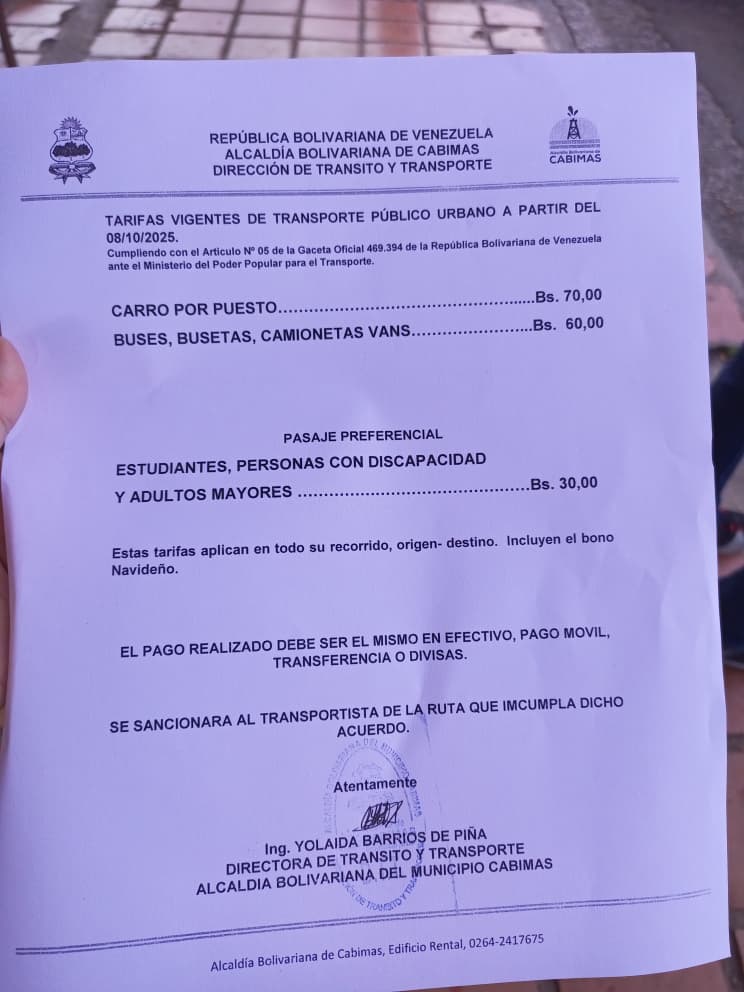 REPÚBLICA BOLIVARIANA DE VENEZUELA
ALCALDÍA BOLIVARIANA DE CABIMAS
DIRECCIÓN DE TRANSITO Y TRANSPORTE
Alcaldía Bolivariana de
CABIMAS
TARIFAS VIGENTES DE TRANSPORTE PÚBLICO URBANO A PARTIR DEL
08/10/2025.
Cumpliendo con el Articulo Nº 05 de la Gaceta Oficial 469.394 de la República Bolivariana de Venezuela
ante el Ministerio del Poder Popular para el Transporte.
CARRO POR PUESTO................................................Bs. 70,00
BUSES, BUSETAS, CAMIONETAS VANS........................Bs. 60,00
PASAJE PREFERENCIAL
ESTUDIANTES, PERSONAS CON DISCAPACIDAD
Y ADULTOS MAYORES .............................................Bs. 30,00
Estas tarifas aplican en todo su recorrido, origen- destino. Incluyen el bono
Navideño.
EL PAGO REALIZADO DEBE SER EL MISMO EN EFECTIVO, PAGO MOVIL,
TRANSFERENCIA O DIVISAS.
SE SANCIONARA AL TRANSPORTISTA DE LA RUTA QUE IMCUMPLA DICHO
ACUERDO.
Atentamente
Ing. YOLAIDA BARRIOS DE PIÑA
DIRECTORA DE TRANSITO Y TRANSPORTE
ALCALDIA BOLIVARIANA DEL MUNICIPIO CABIMAS
Alcaldía Bolivariana de Cabimas, Edificio Rental, 0264-2417675